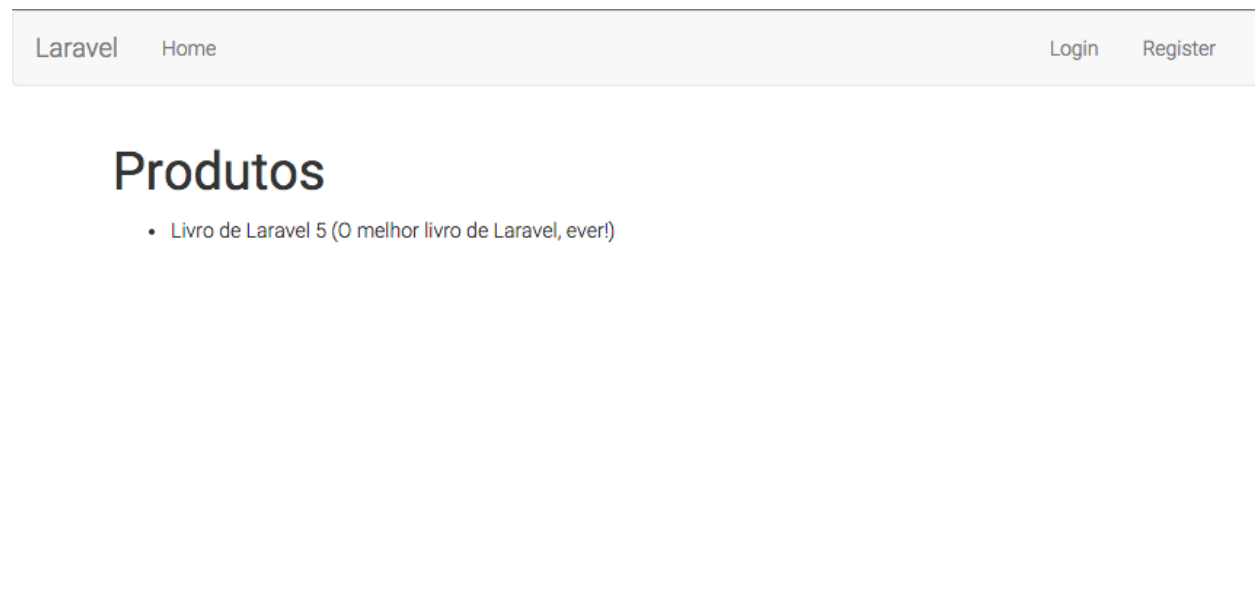 Laravel Home Login Register
Produtos
• Livro de Laravel 5 (O melhor livro de Laravel, ever!)